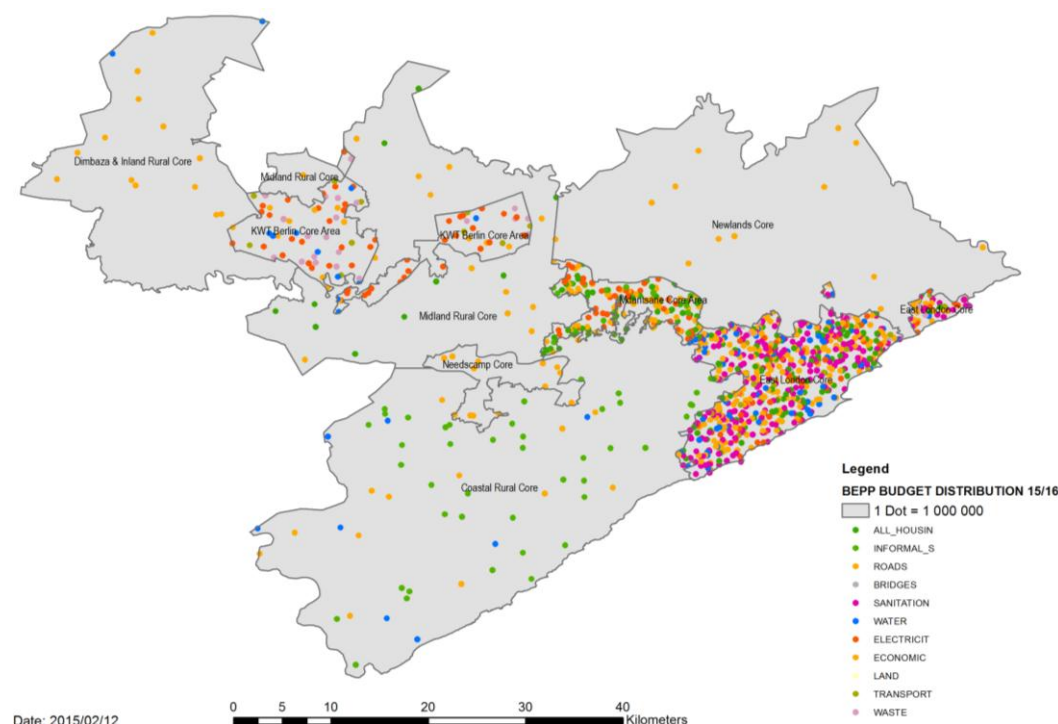 Dimbaza & Inland Rural Core
Midland Rural Core
KWT Berlin Core Area
KWT Berlin Core Area
Newlands Core
Mdantsane Core Area
East London Core
Midland Rural Core
Needscamp Core
East London Core
Coastal Rural Core
Legend
BEPP BUDGET DISTRIBUTION 15/16
1 Dot = 1 000 000
ALL_HOUSIN
INFORMAL_S
ROADS
BRIDGES
SANITATION
WATER
ELECTRICIT
ECONOMIC
LAND
TRANSPORT
WASTE
0 5 10 20 30 40
Kilometers
Date: 2015/02/12